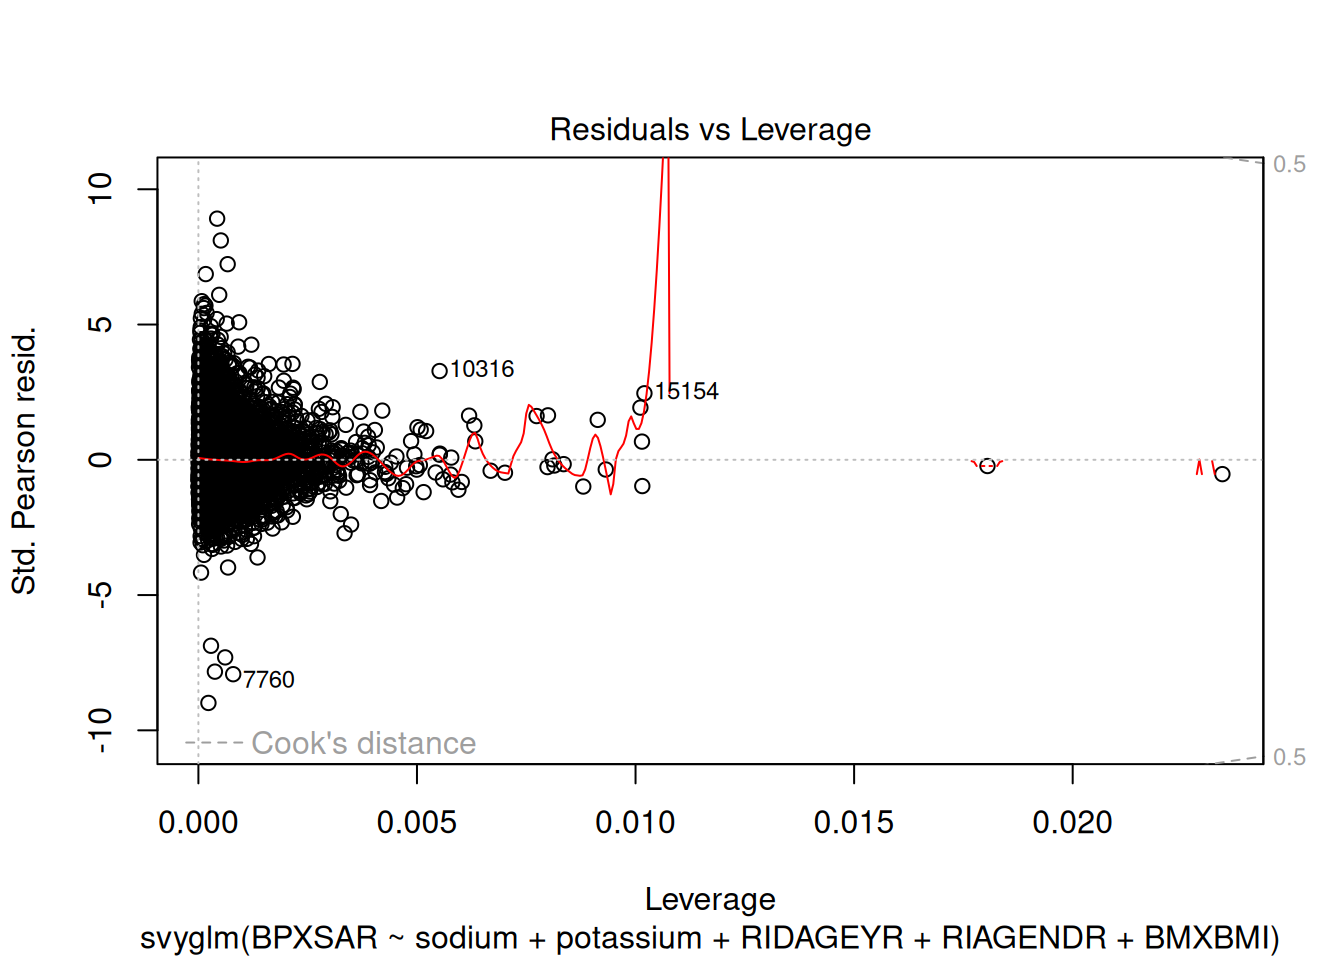 Residuals vs Leverage
0.5
10
5
0
-5
-10
Std. Pearson resid.
10316
15154
7760
Cook's distance
0.5
0.000 0.005 0.010 0.015 0.020
Leverage
svyglm(BPXSAR ~ sodium + potassium + RIDAGEYR + RIAGENDR + BMXBMI)